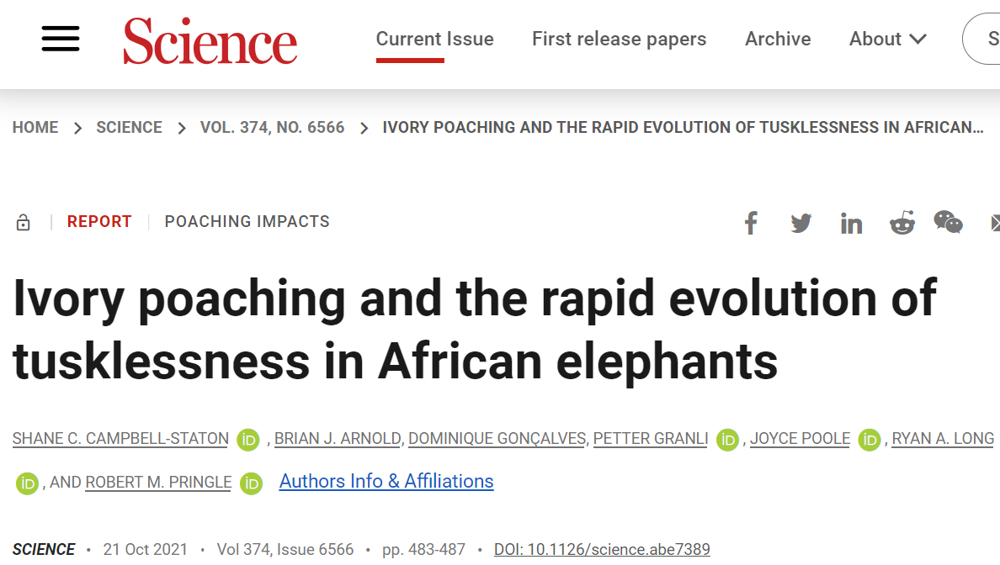 Science Current Issue First release papers Archive About S
HOME > SCIENCE > VOL. 374, NO. 6566 > IVORY POACHING AND THE RAPID EVOLUTION OF TUSKLESSNESS IN AFRICAN...
| REPORT | POACHING IMPACTS
Ivory poaching and the rapid evolution of
tusklessness in African elephants
SHANE C. CAMPBELL-STATON iD , BRIAN J. ARNOLD, DOMINIQUE GONÇALVES, PETTER GRANLI iD , JOYCE POOLE iD , RYAN A. LONG
iD , AND ROBERT M. PRINGLE iD Authors Info & Affiliations
SCIENCE • 21 Oct 2021 • Vol 374, Issue 6566 • pp. 483-487 • DOI: 10.1126/science.abe7389